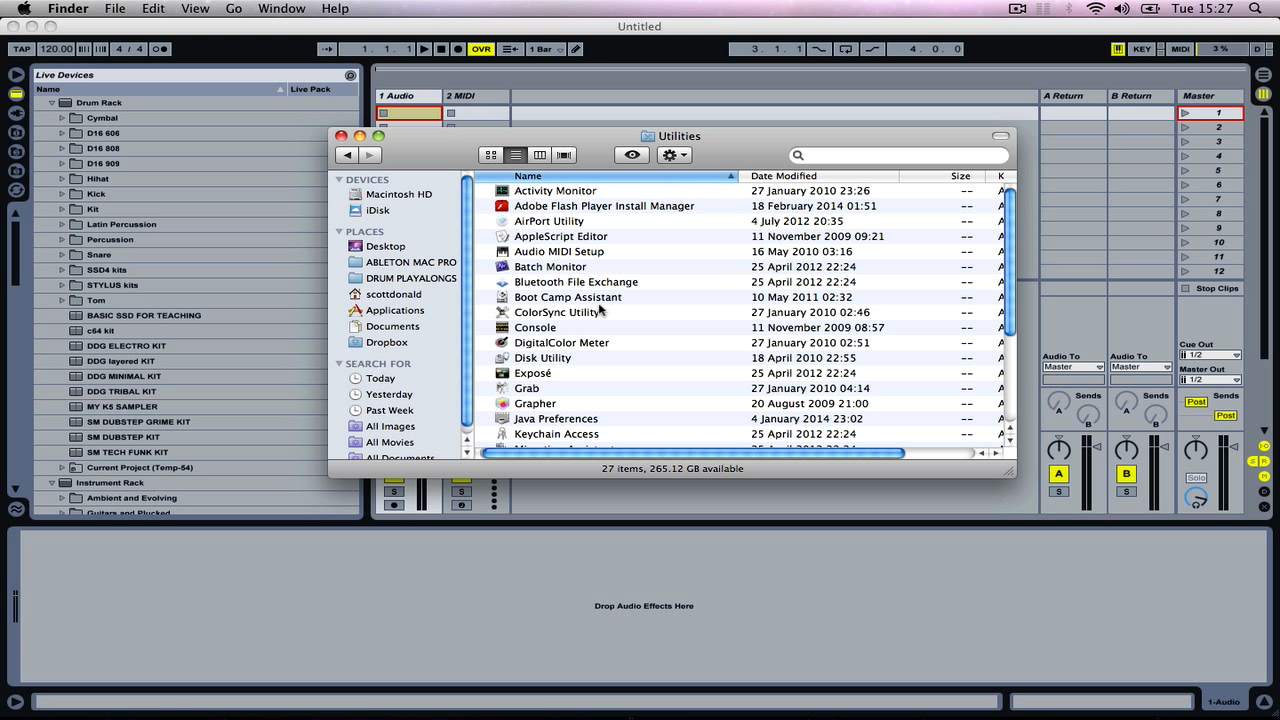 Finder File Edit View Go Window Help Tue 15:27
Untitled
TAP 120.00 4 / 4 1. 1. 1 OVR 1 Bar 3. 1. 1 4. 0. 0 KEY MIDI 3 % D
Live Devices
Name Live Pack
Drum Rack
Cymbal
D16 606
D16 808
D16 909
Hihat
Kick
Kit
Latin Percussion
Percussion
Snare
SSD4 kits
STYLUS kits
Tom
BASIC SSD FOR TEACHING
c64 kit
DDG ELECTRO KIT
DDG layered KIT
DDG MINIMAL KIT
DDG TRIBAL KIT
MY K5 SAMPLER
SM DUBSTEP GRIME KIT
SM DUBSTEP KIT
SM TECH FUNK KIT
Current Project (Temp-54)
Instrument Rack
Ambient and Evolving
Guitars and Plucked
1 Audio 2 MIDI A Return B Return Master
1
2
3
4
5
6
7
8
9
10
11
12
Stop Clips
Utilities
DEVICES
Macintosh HD
iDisk
PLACES
Desktop
ABLETON MAC PRO
DRUM PLAYALONGS
scottdonald
Applications
Documents
Dropbox
SEARCH FOR
Today
Yesterday
Past Week
All Images
All Movies
All Documents
Name Date Modified Size K
Activity Monitor 27 January 2010 23:26 -- A
Adobe Flash Player Install Manager 18 February 2014 01:51 -- A
AirPort Utility 4 July 2012 20:35 -- A
AppleScript Editor 11 November 2009 09:21 -- A
Audio MIDI Setup 16 May 2010 03:16 -- A
Batch Monitor 25 April 2012 22:24 -- A
Bluetooth File Exchange 25 April 2012 22:24 -- A
Boot Camp Assistant 10 May 2011 02:32 -- A
ColorSync Utility 27 January 2010 02:46 -- A
Console 11 November 2009 08:57 -- A
DigitalColor Meter 27 January 2010 02:51 -- A
Disk Utility 18 April 2010 22:55 -- A
Exposé 25 April 2012 22:24 -- A
Grab 27 January 2010 04:14 -- A
Grapher 20 August 2009 21:00 -- A
Java Preferences 4 January 2014 23:02 -- A
Keychain Access 25 April 2012 22:24 -- A
27 items, 265.12 GB available
Cue Out
1/2
Audio To Audio To Master Out
Master Master 1/2
Sends Sends
A B A B Post
Post
A B Solo
S S S S
Drop Audio Effects Here
1-Audio